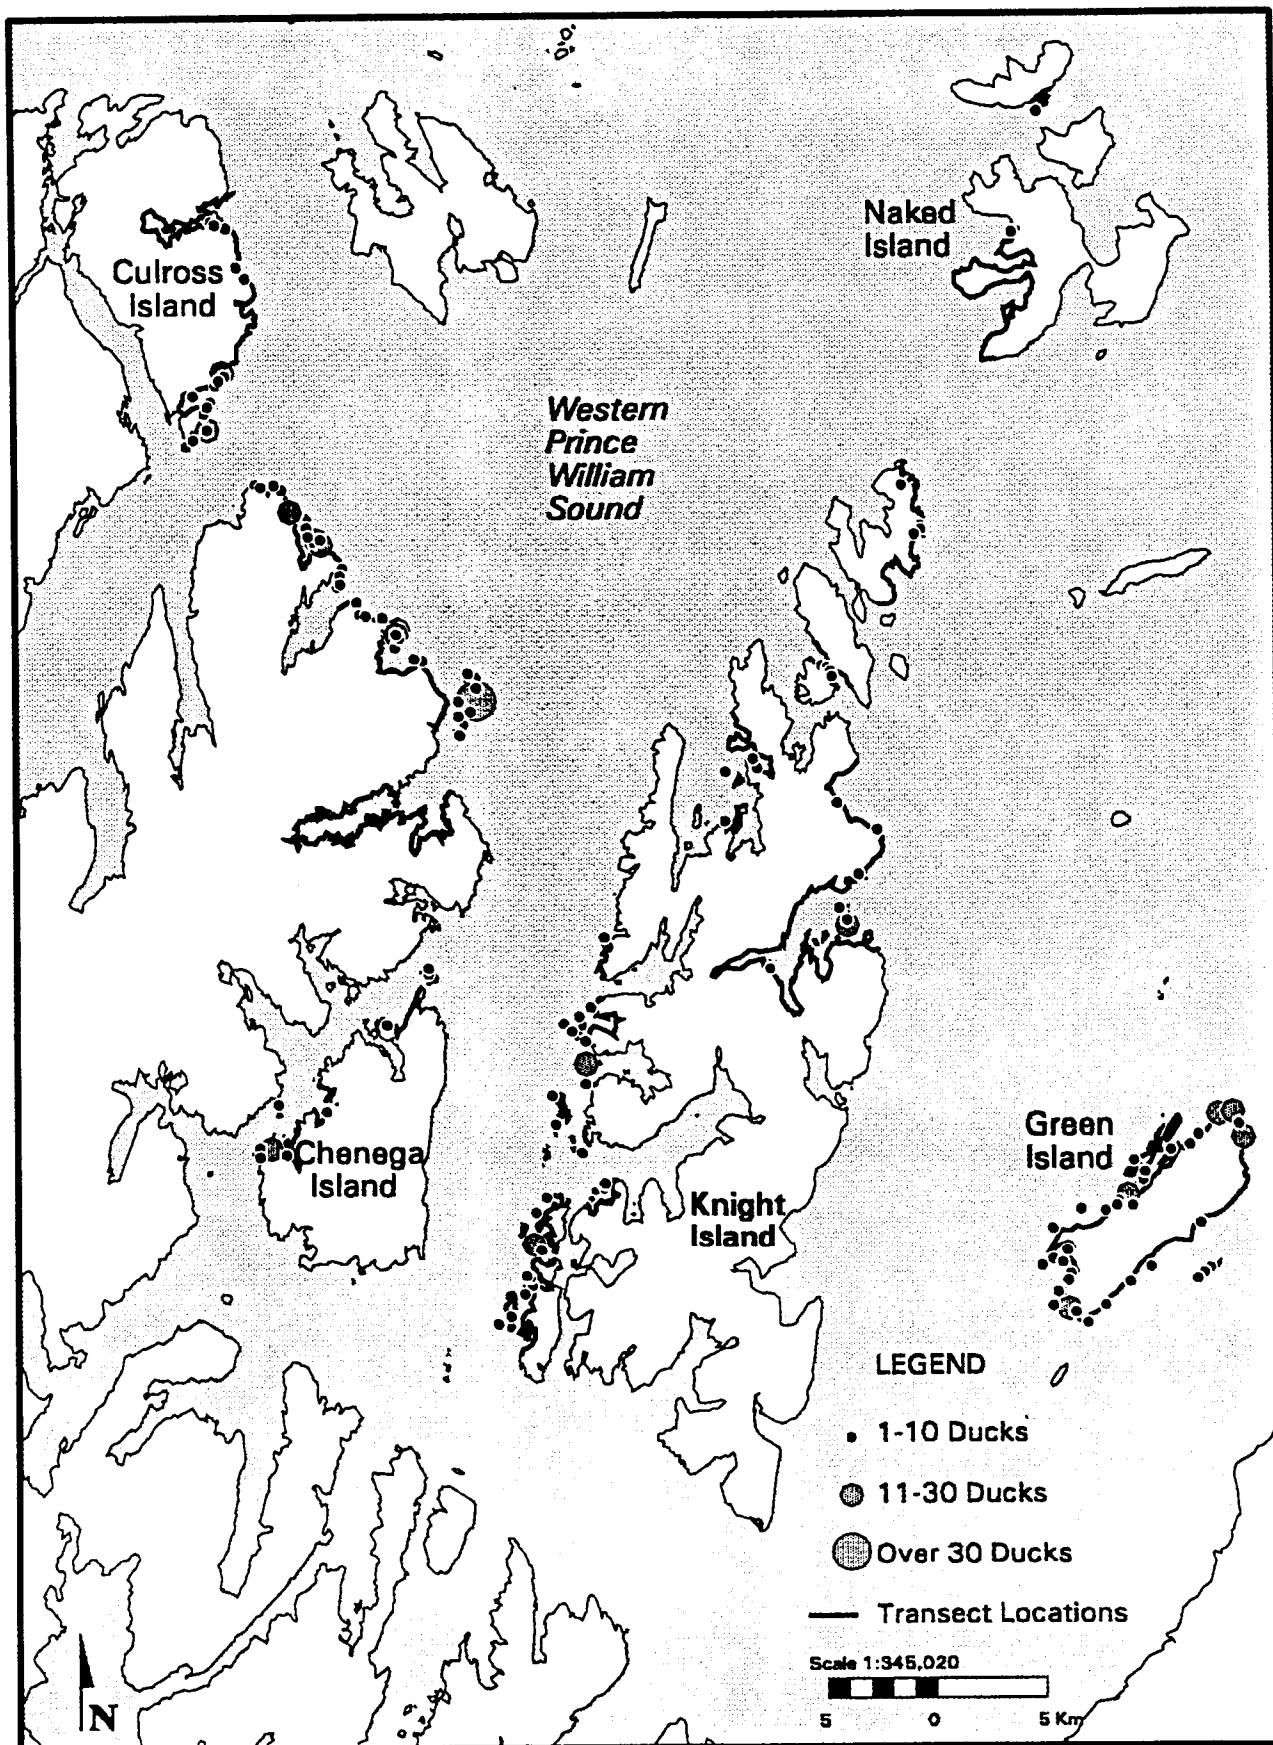 Naked
Island
Culross
Island
Western
Prince
William
Sound
Green
Island
Chenega
Island
Knight
Island
LEGEND
1-10 Ducks
11-30 Ducks
Over 30 Ducks
Transect Locations
Scale 1:345,020
5 0 5 Km
N